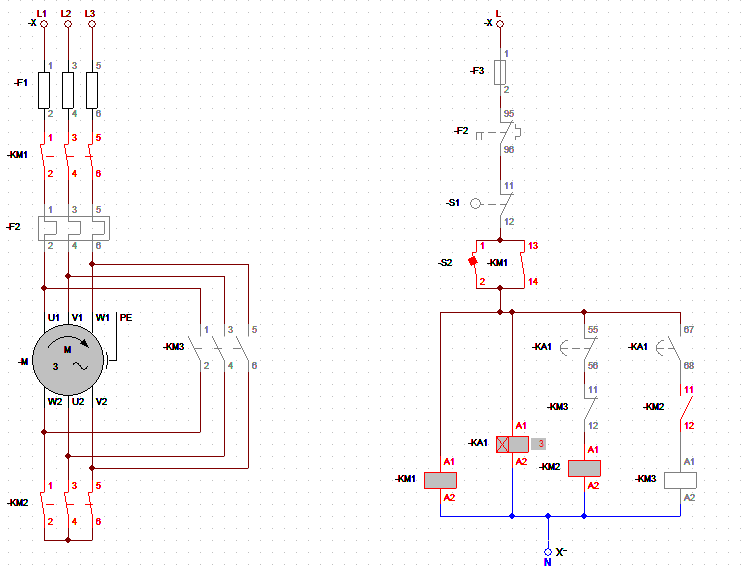 L1 L2 L3
-X
1 3 5
-F1
2 4 6
1 3 5
-KM1
2 4 6
1 3 5
-F2
2 4 6
U1 V1 W1 PE
M
-M
3
W2 U2 V2
1 3 5
-KM3
2 4 6
1 3 5
-KM2
2 4 6
L
-X
1
-F3
2
95
-F2
96
11
-S1
12
1 13
-S2 -KM1
2 14
55 67
-KA1 -KA1
56 68
11 11
-KM3 -KM2
12 12
A1
-KA1 3
A2
A1
-KM2
A2
A1 A1
-KM1 -KM3
A2 A2
X~
N